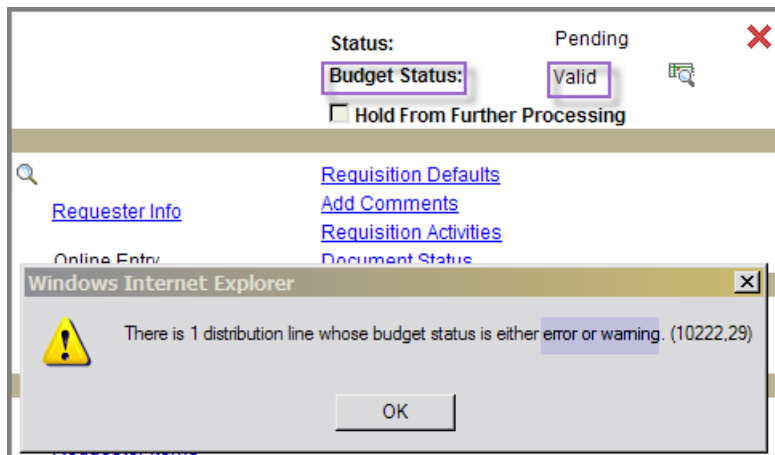 Status: Pending
Budget Status: Valid
Hold From Further Processing
Requisition Defaults
Requester Info
Add Comments
Requisition Activities
Online Entry
Document Status
Windows Internet Explorer
There is 1 distribution line whose budget status is either error or warning. (10222,29)
OK